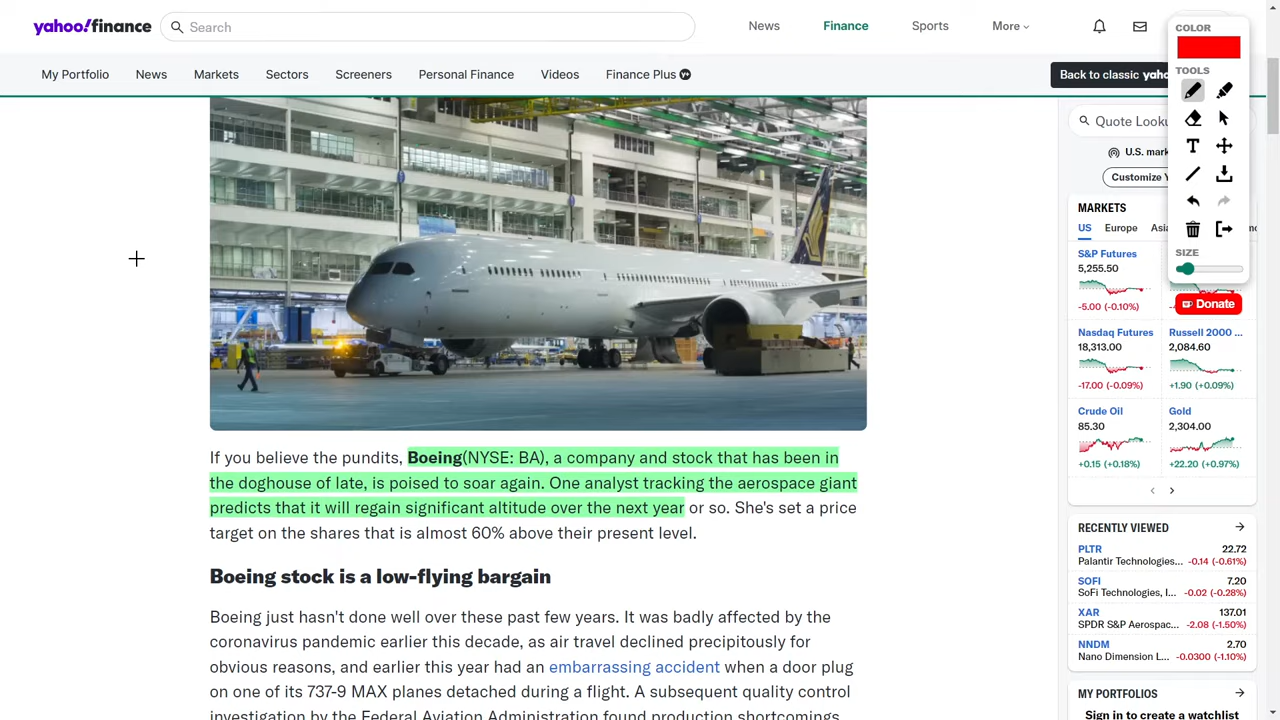 yahoo!finance
Search
News
Finance
Sports
More
COLOR
TOOLS
SIZE
Donate
My Portfolio
News
Markets
Sectors
Screeners
Personal Finance
Videos
Finance Plus
Back to classic
Quote
U.S.
Customize
MARKETS
US
Europe
S&P Futures
5,255.50
-5.00 (-0.10%)
Nasdaq Futures
18,313.00
-17.00 (-0.09%)
Russell 2000 ...
2,084.60
+1.90 (+0.09%)
Crude Oil
85.30
+0.15 (+0.18%)
Gold
2,304.00
+22.20 (+0.97%)
RECENTLY VIEWED
PLTR 22.72
Palantir Technologies... -0.14 (-0.61%)
SOFI 7.20
SoFi Technologies, I... -0.02 (-0.28%)
XAR 137.01
SPDR S&P Aerospac... -2.08 (-1.50%)
NNDM 2.70
Nano Dimension L... -0.0300 (-1.10%)
MY PORTFOLIOS
Sign in to create a watchlist
If you believe the pundits, Boeing(NYSE: BA), a company and stock that has been in
the doghouse of late, is poised to soar again. One analyst tracking the aerospace giant
predicts that it will regain significant altitude over the next year or so. She's set a price
target on the shares that is almost 60% above their present level.
Boeing stock is a low-flying bargain
Boeing just hasn't done well over these past few years. It was badly affected by the
coronavirus pandemic earlier this decade, as air travel declined precipitously for
obvious reasons, and earlier this year had an embarrassing accident when a door plug
on one of its 737-9 MAX planes detached during a flight. A subsequent quality control
investigation by the Federal Aviation Administration found production shortcomings